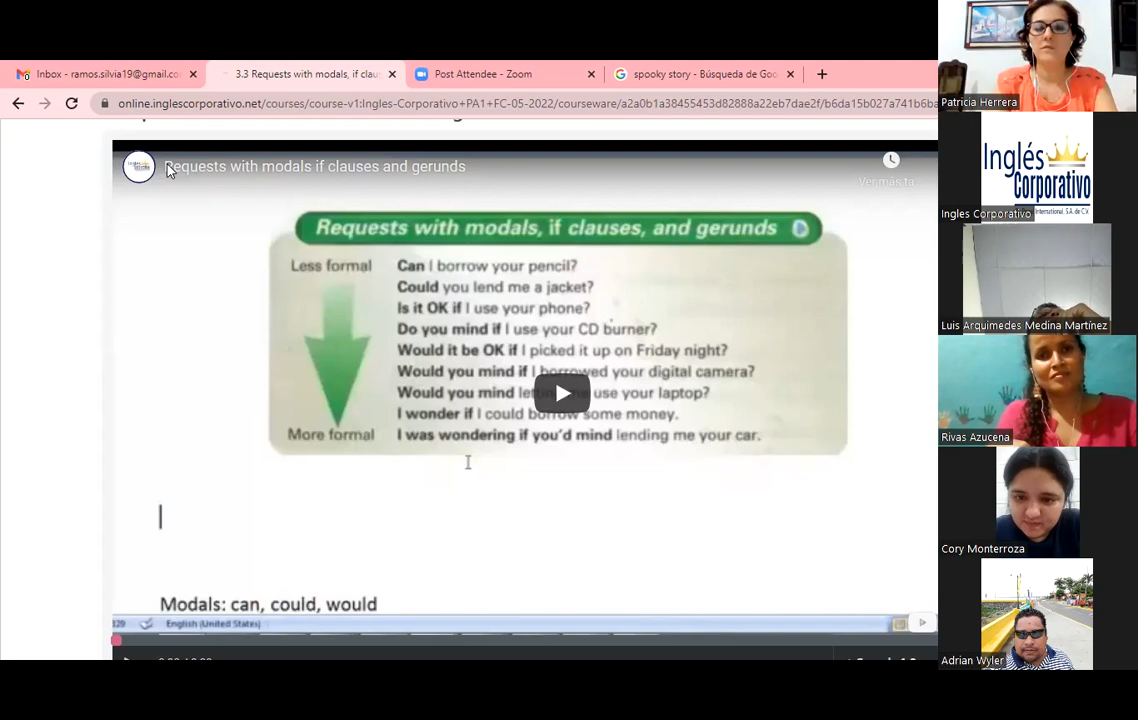 Inbox - ramos.silvia19@gmail.co
3.3 Requests with modals, if clau
Post Attendee - Zoom
spooky story - Búsqueda de Goo
online.inglescorporativo.net/courses/course-v1:Ingles-Corporativo+PA1+FC-05-2022/courseware/a2a0b1a38455453d82888a22eb7dae2f/b6da15b027a741b6ba
Requests with modals if clauses and gerunds
Ver más ta
Requests with modals, if clauses, and gerunds
Less formal
Can I borrow your pencil?
Could you lend me a jacket?
Is it OK if I use your phone?
Do you mind if I use your CD burner?
Would it be OK if I picked it up on Friday night?
Would you mind if I borrowed your digital camera?
Would you mind use your laptop?
I wonder if I could borrow some money.
More formal
I was wondering if you'd mind lending me your car.
Modals: can, could, would
English (United States)
Patricia Herrera
Inglés
Corporativo
International, S.A. de C.V.
Ingles Corporativo
Luis Arquimedes Medina Martínez
Rivas Azucena
Cory Monterroza
Adrian Wyler